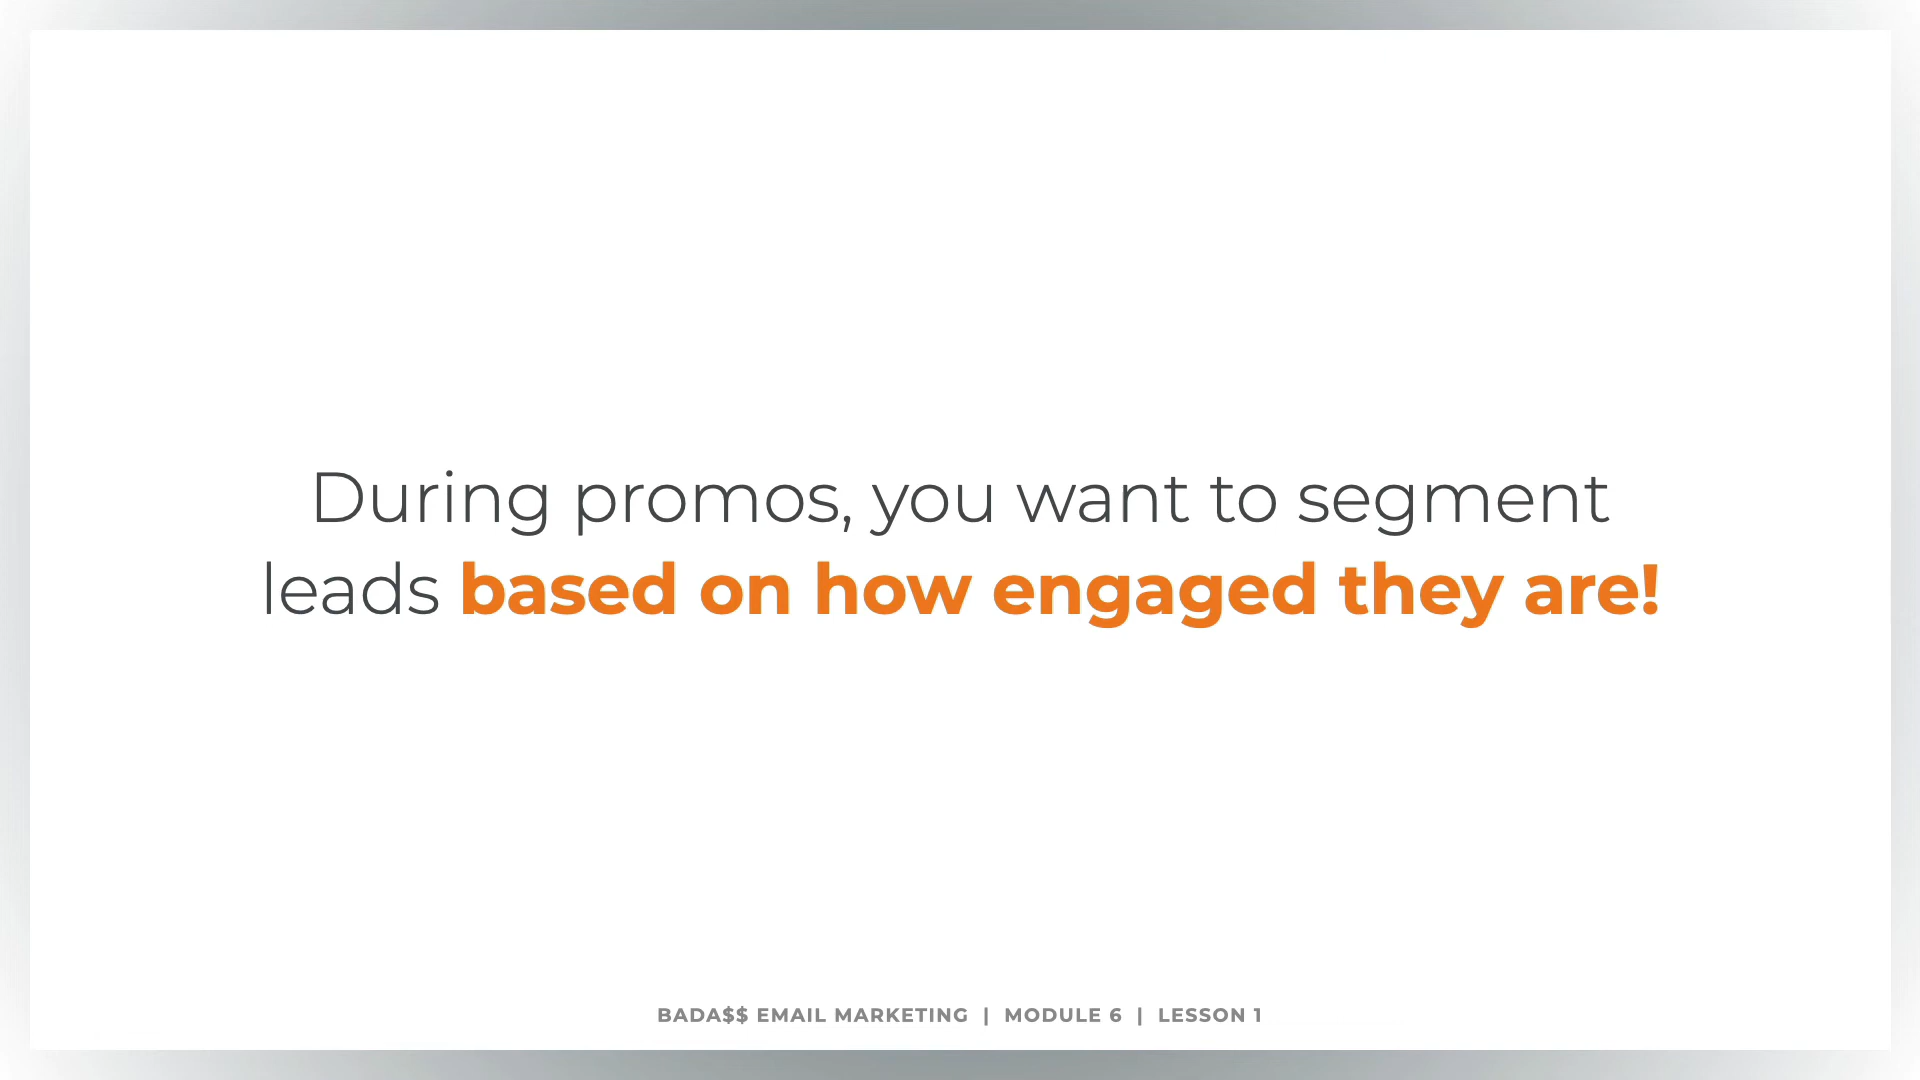 During promos, you want to segment
leads based on how engaged they are!
BADA$$ EMAIL MARKETING | MODULE 6 | LESSON 1